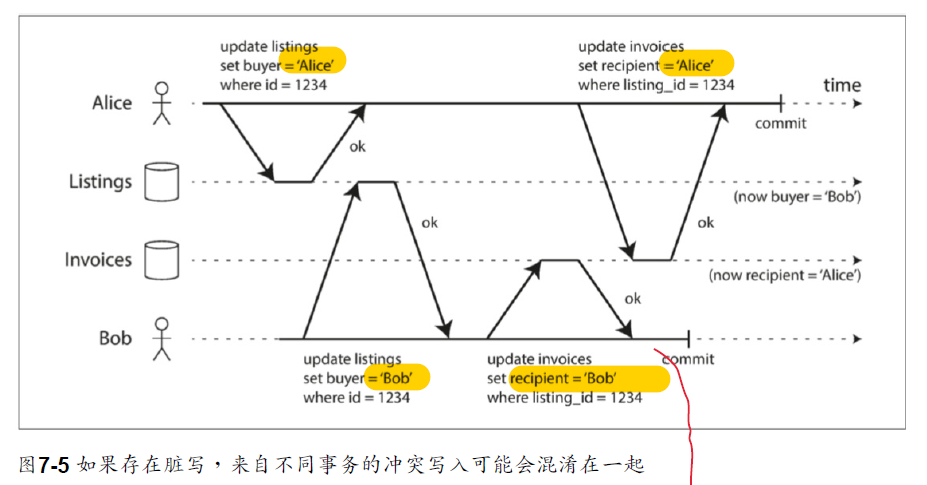 update listings
set buyer = 'Alice'
where id = 1234
update invoices
set recipient = 'Alice'
where listing_id = 1234
time
Alice
commit
ok
Listings
(now buyer = 'Bob')
ok
ok
Invoices
(now recipient = 'Alice')
ok
Bob
commit
update listings
set buyer = 'Bob'
where id = 1234
update invoices
set recipient = 'Bob'
where listing_id = 1234
图7-5 如果存在脏写，来自不同事务的冲突写入可能会混淆在一起